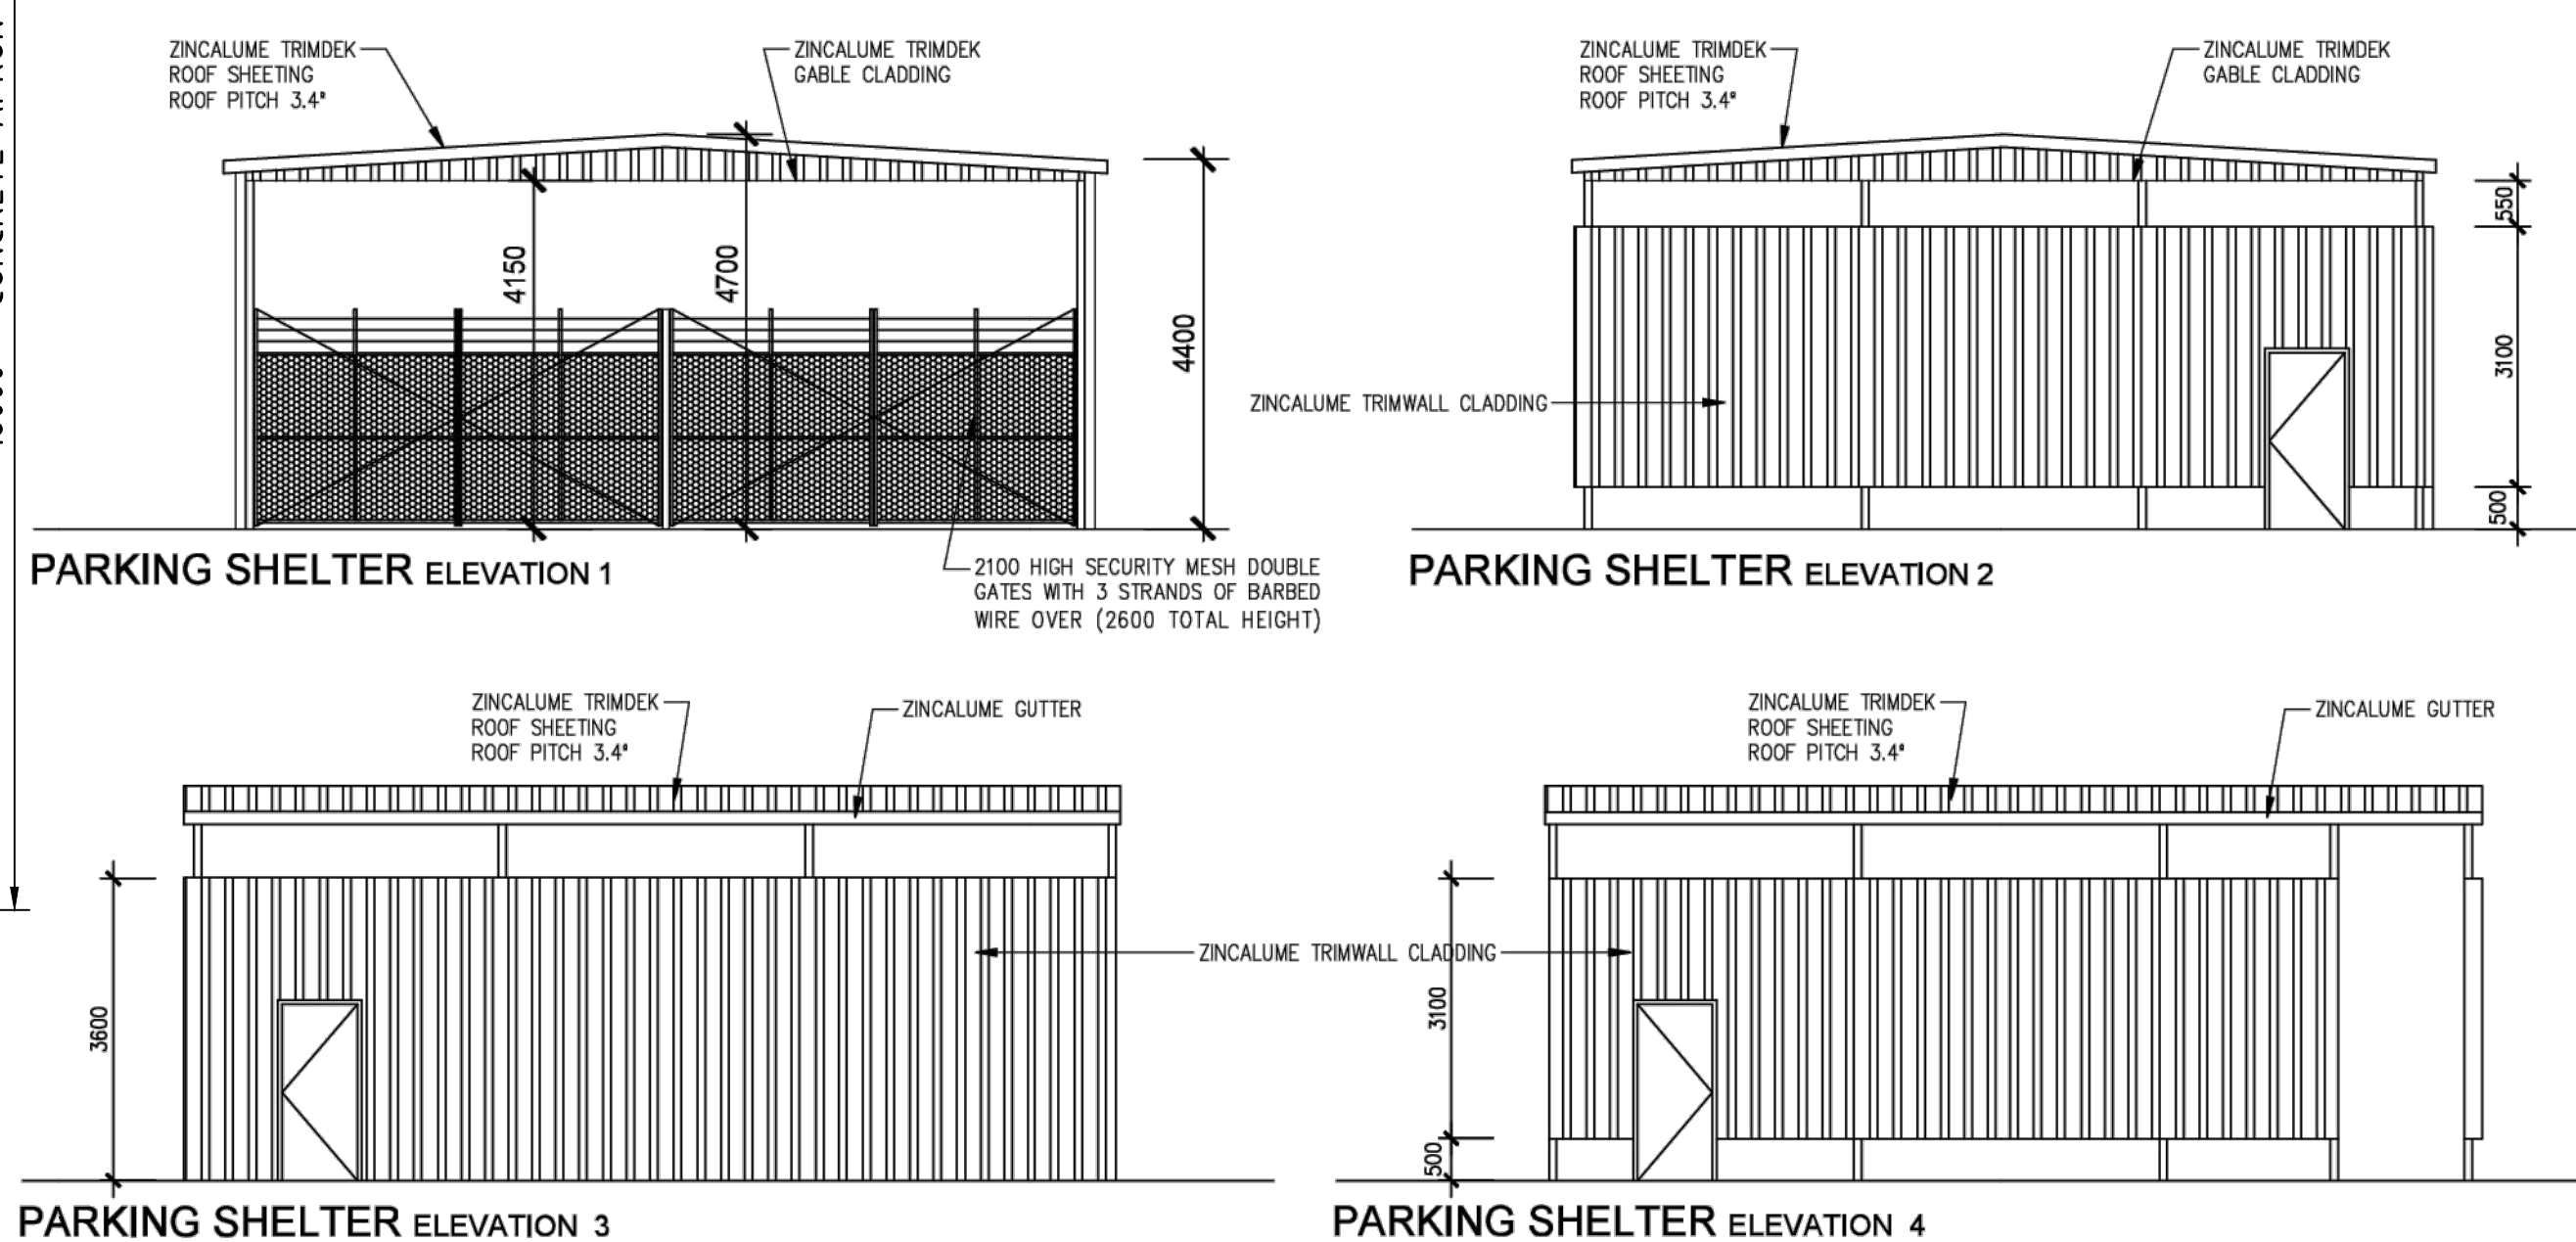 ZINCALUME TRIMDEK
ROOF SHEETING
ROOF PITCH 3.4°
ZINCALUME TRIMDEK
GABLE CLADDING
4150
4700
4400
2100 HIGH SECURITY MESH DOUBLE
GATES WITH 3 STRANDS OF BARBED
WIRE OVER (2600 TOTAL HEIGHT)
PARKING SHELTER ELEVATION 1
ZINCALUME TRIMDEK
ROOF SHEETING
ROOF PITCH 3.4°
ZINCALUME TRIMDEK
GABLE CLADDING
550
3100
500
ZINCALUME TRIMWALL CLADDING
PARKING SHELTER ELEVATION 2
ZINCALUME TRIMDEK
ROOF SHEETING
ROOF PITCH 3.4°
ZINCALUME GUTTER
3600
ZINCALUME TRIMWALL CLADDING
PARKING SHELTER ELEVATION 3
ZINCALUME TRIMDEK
ROOF SHEETING
ROOF PITCH 3.4°
ZINCALUME GUTTER
3100
500
PARKING SHELTER ELEVATION 4